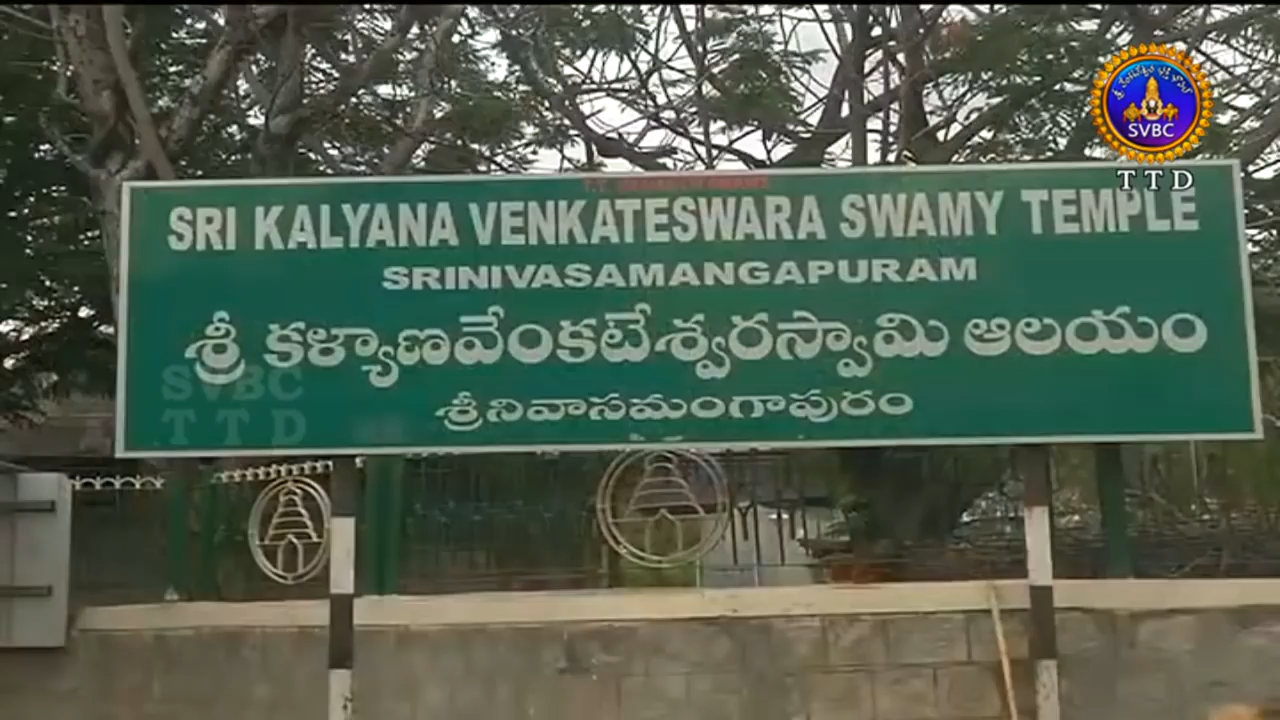 SVBC
TTD
SRI KALYANA VENKATESWARA SWAMY TEMPLE
SRINIVASAMANGAPURAM
శ్రీ కళ్యాణవేంకటేశ్వరస్వామి ఆలయం
శ్రీనివాసమంగాపురం
SVBC
TTD